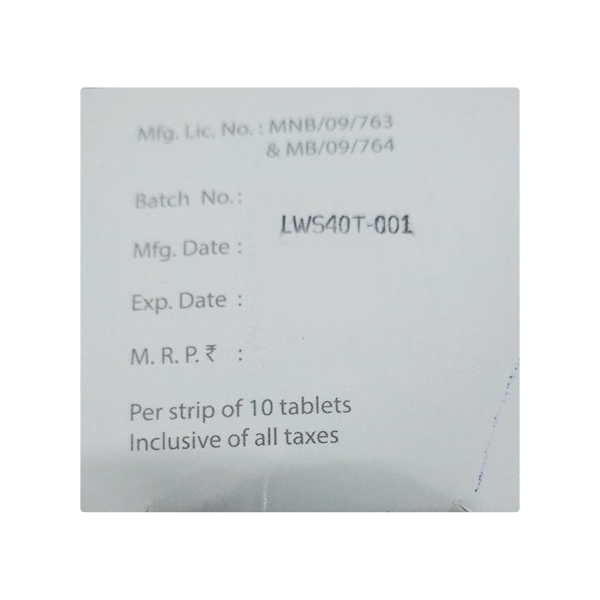 Mfg. Lic. No. : MNB/09/763
& MB/09/764
Batch No. :
LWS40T-001
Mfg. Date :
Exp. Date :
M. R. P. ₹ :
Per strip of 10 tablets
Inclusive of all taxes